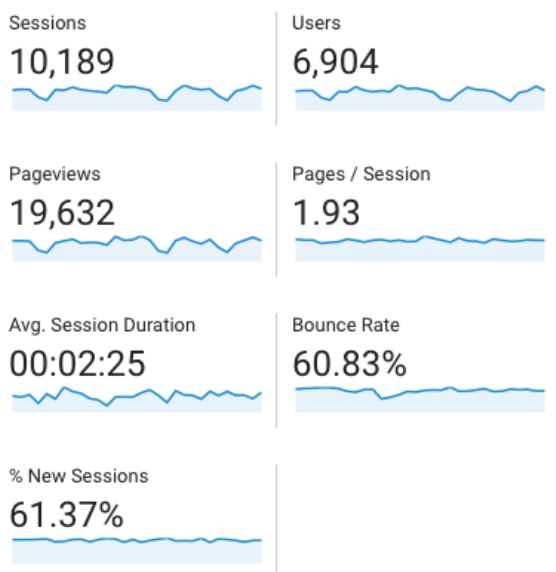 Sessions
10,189
Users
6,904
Pageviews
19,632
Pages / Session
1.93
Avg. Session Duration
00:02:25
Bounce Rate
60.83%
% New Sessions
61.37%